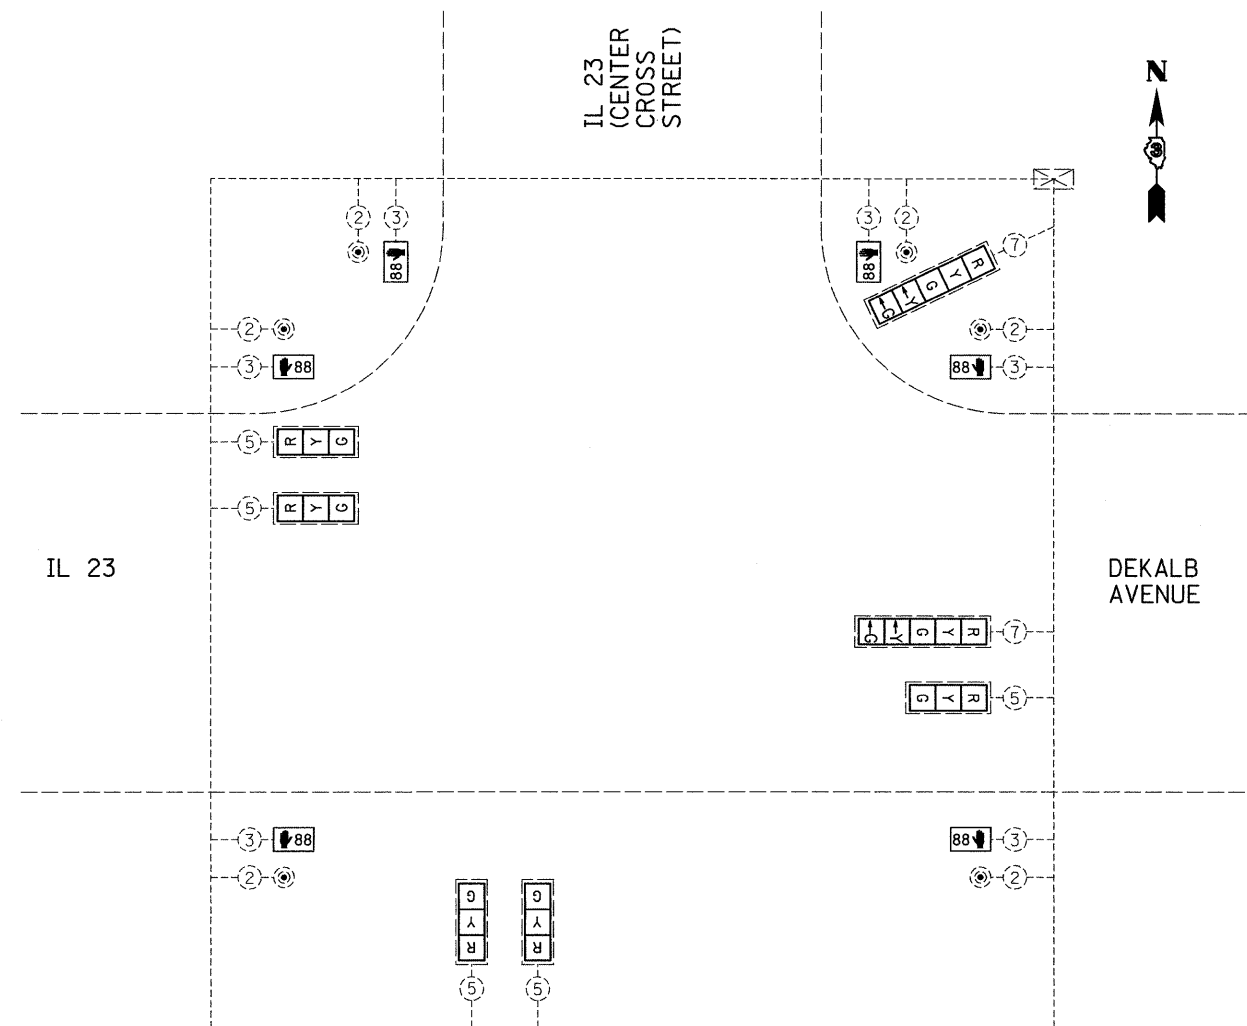 IL 23
(CENTER
CROSS
STREET)
N
3
2 3
3 2
7
88
88
R Y G Y G
2
2
3 88
88 3
5 R Y G
5 R Y G
IL 23
DEKALB
AVENUE
G Y G Y R 7
G Y R 5
3 88
88 3
2
2
G G
Y Y
R R
5 5